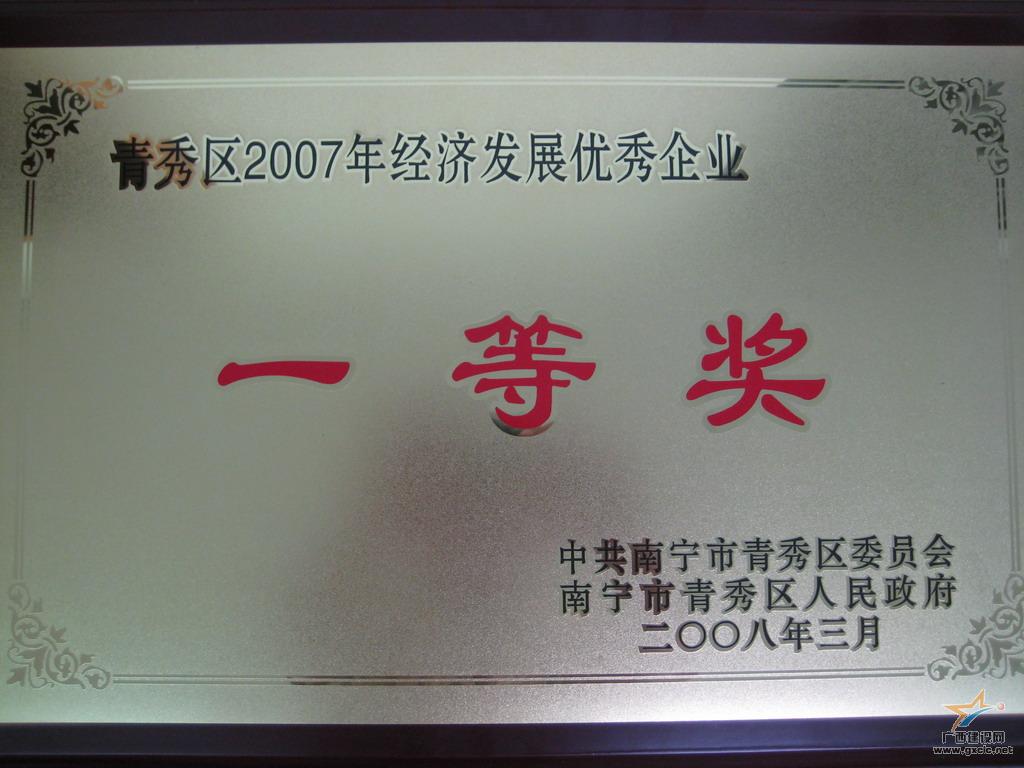 青秀区2007年经济发展优秀企业
一等奖
中共南宁市青秀区委员会
南宁市青秀区人民政府
二〇〇八年三月
广西建设网
www.gxcic.net